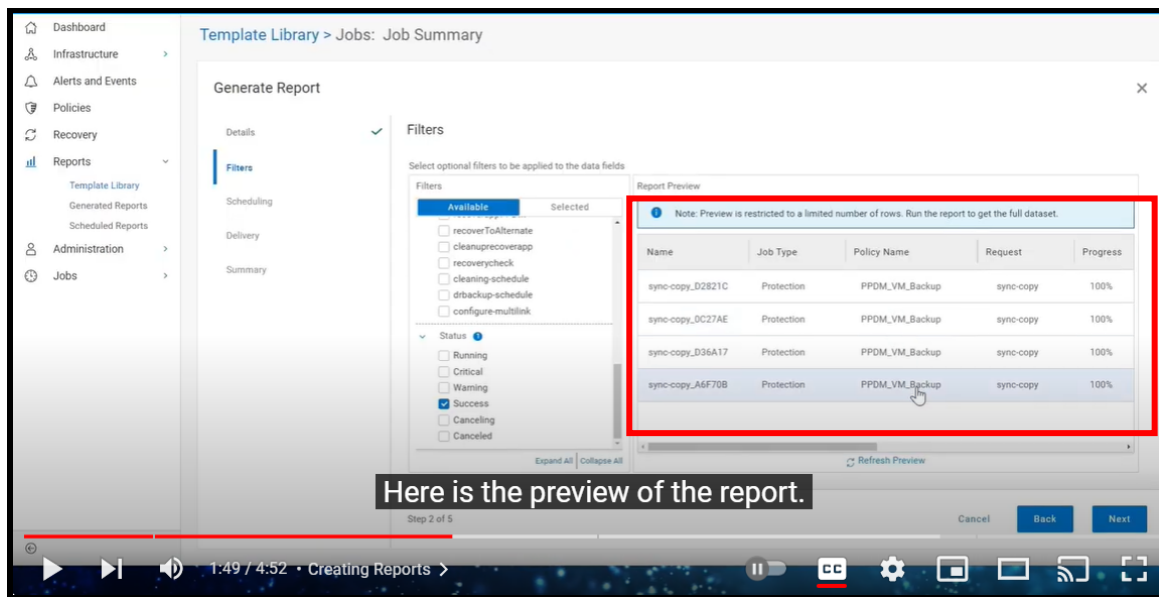 Dashboard
Infrastructure
Alerts and Events
Policies
Recovery
Reports
Template Library
Generated Reports
Scheduled Reports
Administration
Jobs
Template Library > Jobs: Job Summary
Generate Report
Details
Filters
Scheduling
Delivery
Summary
Filters
Select optional filters to be applied to the data fields
Filters
Available Selected
recoverToAlternate
cleanuprecoverapp
recoverycheck
cleaning-schedule
drbackup-schedule
configure-multilink
Status
Running
Critical
Warning
Success
Canceling
Canceled
Expand All Collapse All
Report Preview
Note: Preview is restricted to a limited number of rows. Run the report to get the full dataset.
Name Job Type Policy Name Request Progress
sync-copy_D2821C Protection PPDM_VM_Backup sync-copy 100%
sync-copy_0C27AE Protection PPDM_VM_Backup sync-copy 100%
sync-copy_D36A17 Protection PPDM_VM_Backup sync-copy 100%
sync-copy_A6F70B Protection PPDM_VM_Backup sync-copy 100%
Refresh Preview
Here is the preview of the report.
Step 2 of 5
Cancel Back Next
1:49 / 4:52 • Creating Reports
CC